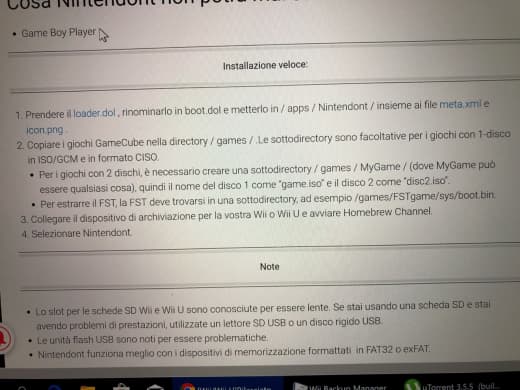 Cosa Nintendont non potrà mai
• Game Boy Player
Installazione veloce:
1. Prendere il loader.dol , rinominarlo in boot.dol e metterlo in / apps / Nintendont / insieme ai file meta.xml e
icon.png .
2. Copiare i giochi GameCube nella directory / games / .Le sottodirectory sono facoltative per i giochi con 1-disco
in ISO/GCM e in formato CISO.
• Per i giochi con 2 dischi, è necessario creare una sottodirectory / games / MyGame / (dove MyGame può
essere qualsiasi cosa), quindi il nome del disco 1 come "game.iso" e il disco 2 come "disc2.iso".
• Per estrarre il FST, la FST deve trovarsi in una sottodirectory, ad esempio /games/FSTgame/sys/boot.bin.
3. Collegare il dispositivo di archiviazione per la vostra Wii o Wii U e avviare Homebrew Channel.
4. Selezionare Nintendont.
Note
• Lo slot per le schede SD Wii e Wii U sono conosciute per essere lente. Se stai usando una scheda SD e stai
avendo problemi di prestazioni, utilizzate un lettore SD USB o un disco rigido USB.
• Le unità flash USB sono noti per essere problematiche.
• Nintendont funziona meglio con i dispositivi di memorizzazione formattati in FAT32 o exFAT.
Wii Backup Manager
uTorrent 3.5.5 (buil...